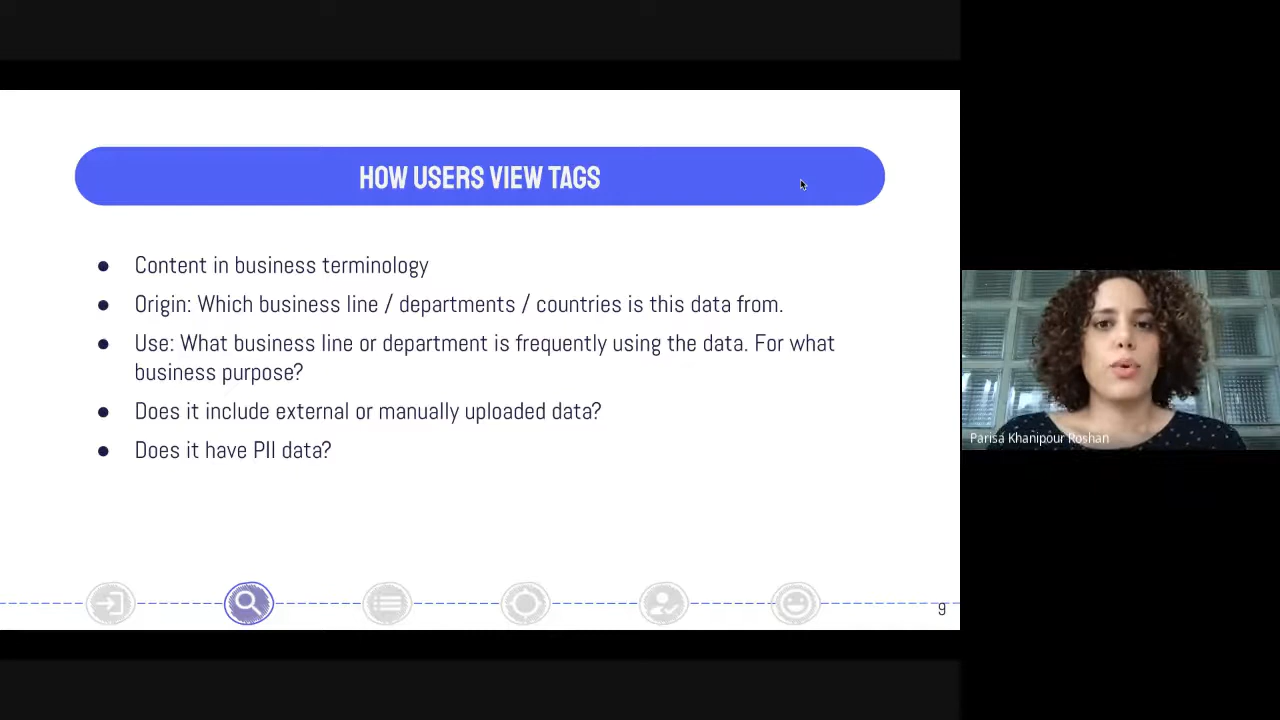 HOW USERS VIEW TAGS
● Content in business terminology
● Origin: Which business line / departments / countries is this data from.
● Use: What business line or department is frequently using the data. For what
business purpose?
● Does it include external or manually uploaded data?
● Does it have PII data?
9
Parisa Khanipour Roshan